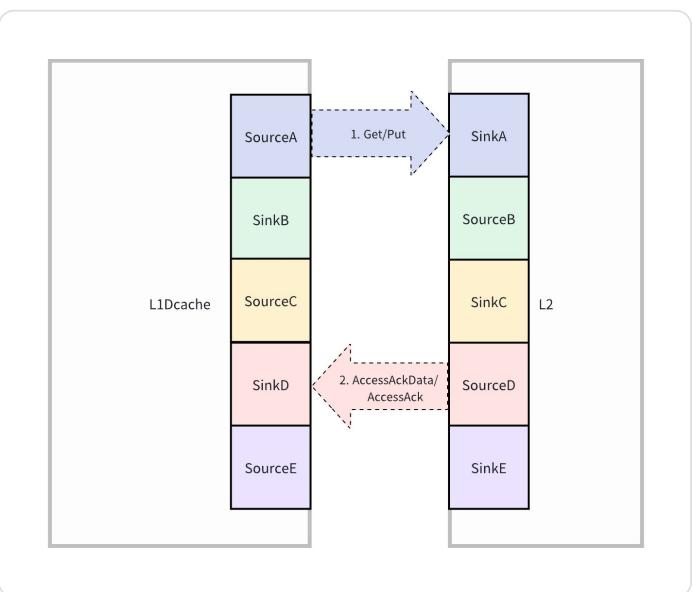 SourceA
1. Get/Put
SinkA
SinkB
SourceB
L1Dcache
SourceC
SinkC
L2
SinkD
2. AccessAckData/
AccessAck
SourceD
SourceE
SinkE